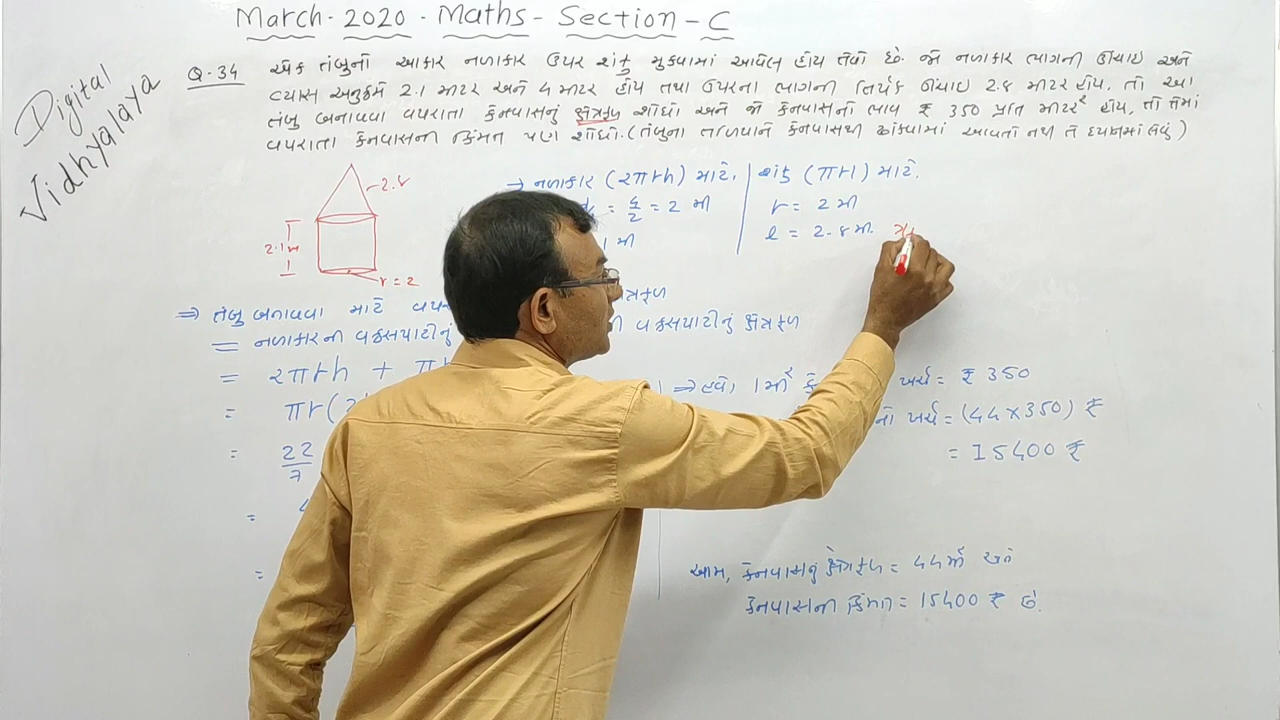 March - 2020 - Maths - Section - C
Digital
Vidhyalaya
Q-34 એક તંબુનો આકાર નળાકાર ઉપર શંકુ મુકવામાં આવેલ હોય તેવો છે. જો નળાકાર ભાગની ઊંચાઇ અને
વ્યાસ અનુક્રમે 2.1 મીટર અને 4 મીટર હોય તથા ઉપરના ભાગની તિર્યક ઊંચાઇ 2.8 મીટર હોય, તો આ
તંબુ બનાવવા વપરાતા કેનવાસનું ક્ષેત્રફળ શોધો અને જો કેનવાસનો ભાવ ₹ 350 પ્રતિ મીટર² હોય, તો તેમાં
વપરાતા કેનવાસની કિંમત પણ શોધો. (તંબુના તળિયાને કેનવાસથી ઢાંકવામાં આવતો નથી તે ધ્યાનમાં લેવું)
2.8
2.1મ
r = 2
→ નળાકાર (2πrh) માટે,
= 4/2 = 2 મી
1 મી
શંકુ (πrl) માટે.
r = 2 મી
l = 2.8 મી.
⇒ તંબુ બનાવવા માટે
= નળાકારની વક્રસપાટીનું ની વક્રસપાટીનું ક્ષેત્રફળ
= 2πrh +
= πr(2
= 22/7
=
=
⇒ હવે, 1 મી² ખર્ચ = ₹ 350
ખર્ચ = (44 x 350) ₹
= 15400 ₹
આમ, કેનવાસનું ક્ષેત્રફળ = 44 મી² અને
કેનવાસની કિંમત = 15400 ₹ છે.